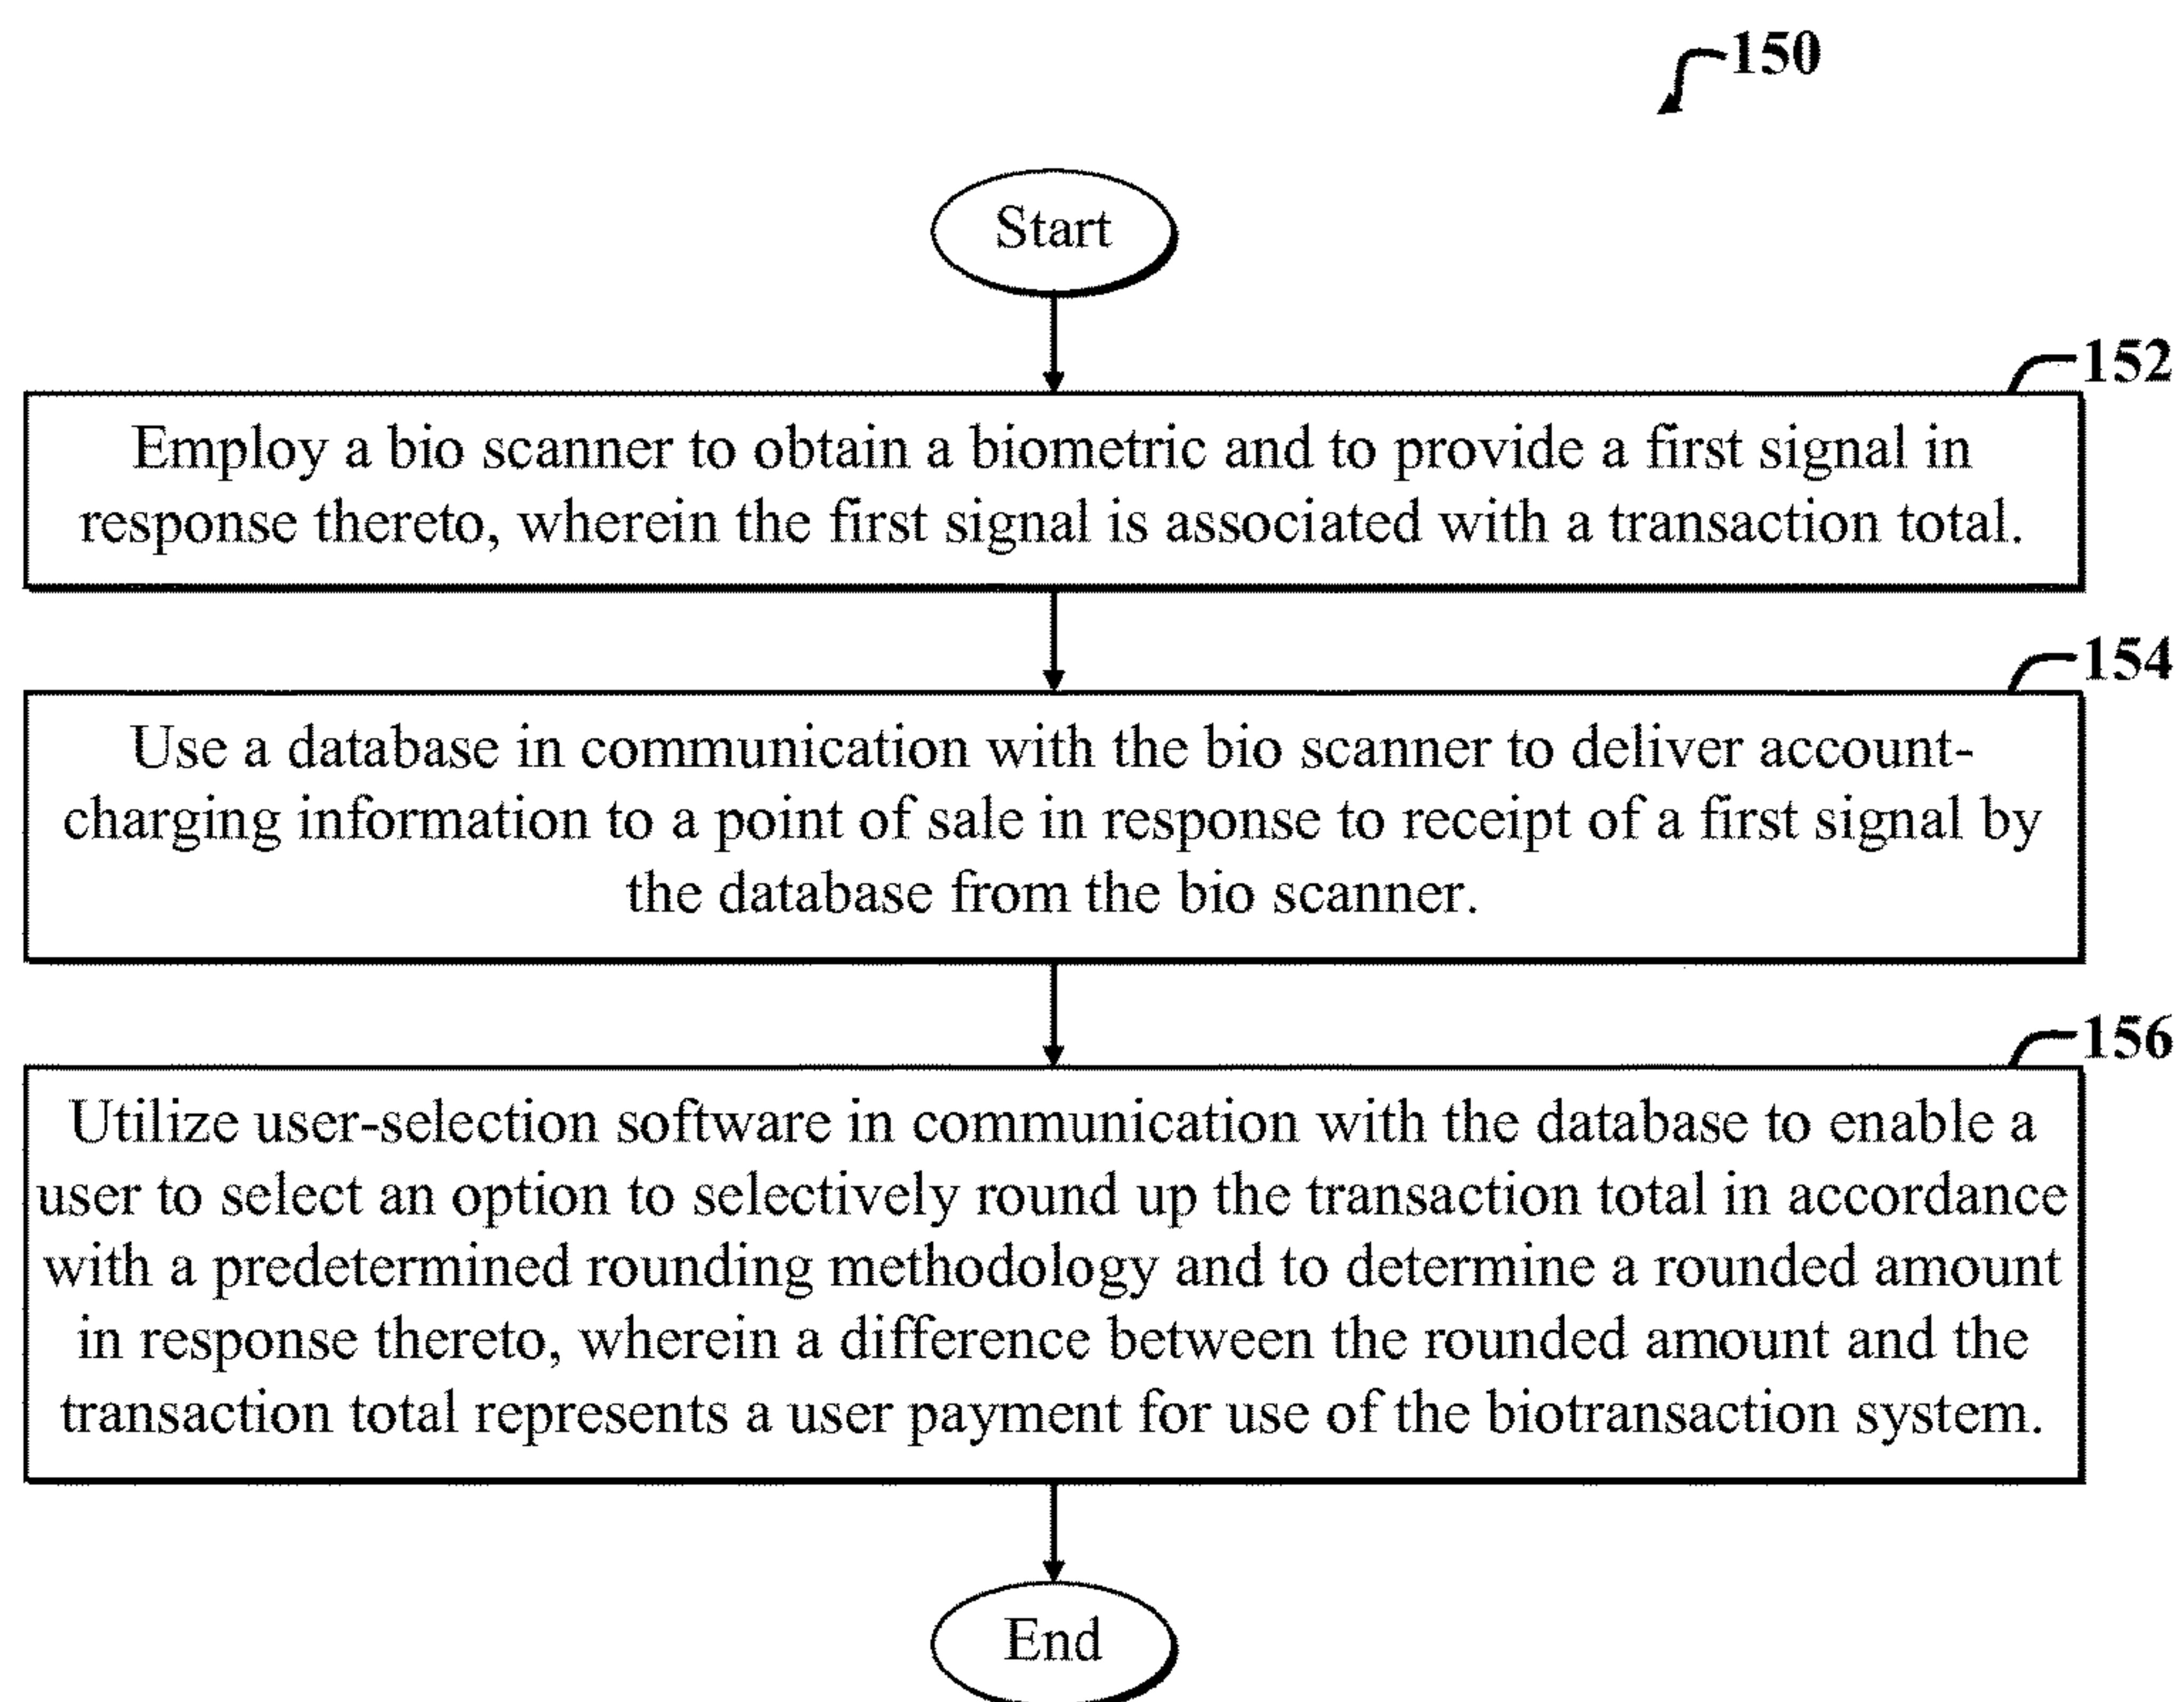 150
Start
152
Employ a bio scanner to obtain a biometric and to provide a first signal in
response thereto, wherein the first signal is associated with a transaction total.
154
Use a database in communication with the bio scanner to deliver account-
charging information to a point of sale in response to receipt of a first signal by
the database from the bio scanner.
156
Utilize user-selection software in communication with the database to enable a
user to select an option to selectively round up the transaction total in accordance
with a predetermined rounding methodology and to determine a rounded amount
in response thereto, wherein a difference between the rounded amount and the
transaction total represents a user payment for use of the biotransaction system.
End